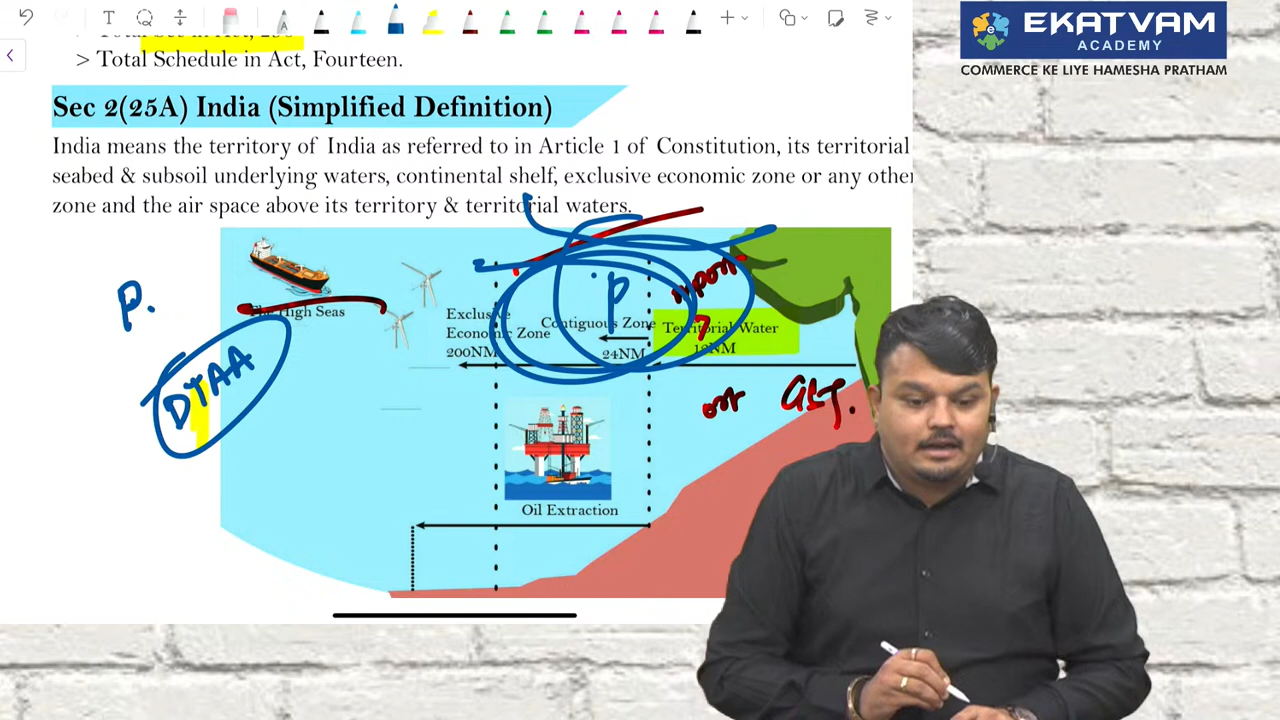 EKATVAM
ACADEMY
COMMERCE KE LIYE HAMESHA PRATHAM
> Total Schedule in Act, Fourteen.
Sec 2(25A) India (Simplified Definition)
India means the territory of India as referred to in Article 1 of Constitution, its territorial
seabed & subsoil underlying waters, continental shelf, exclusive economic zone or any other
zone and the air space above its territory & territorial waters.
P.
The High Seas
Exclusive
Economic Zone
200NM
P
Contiguous Zone
24NM
Territorial Water
12NM
DTAA
GST.
Oil Extraction